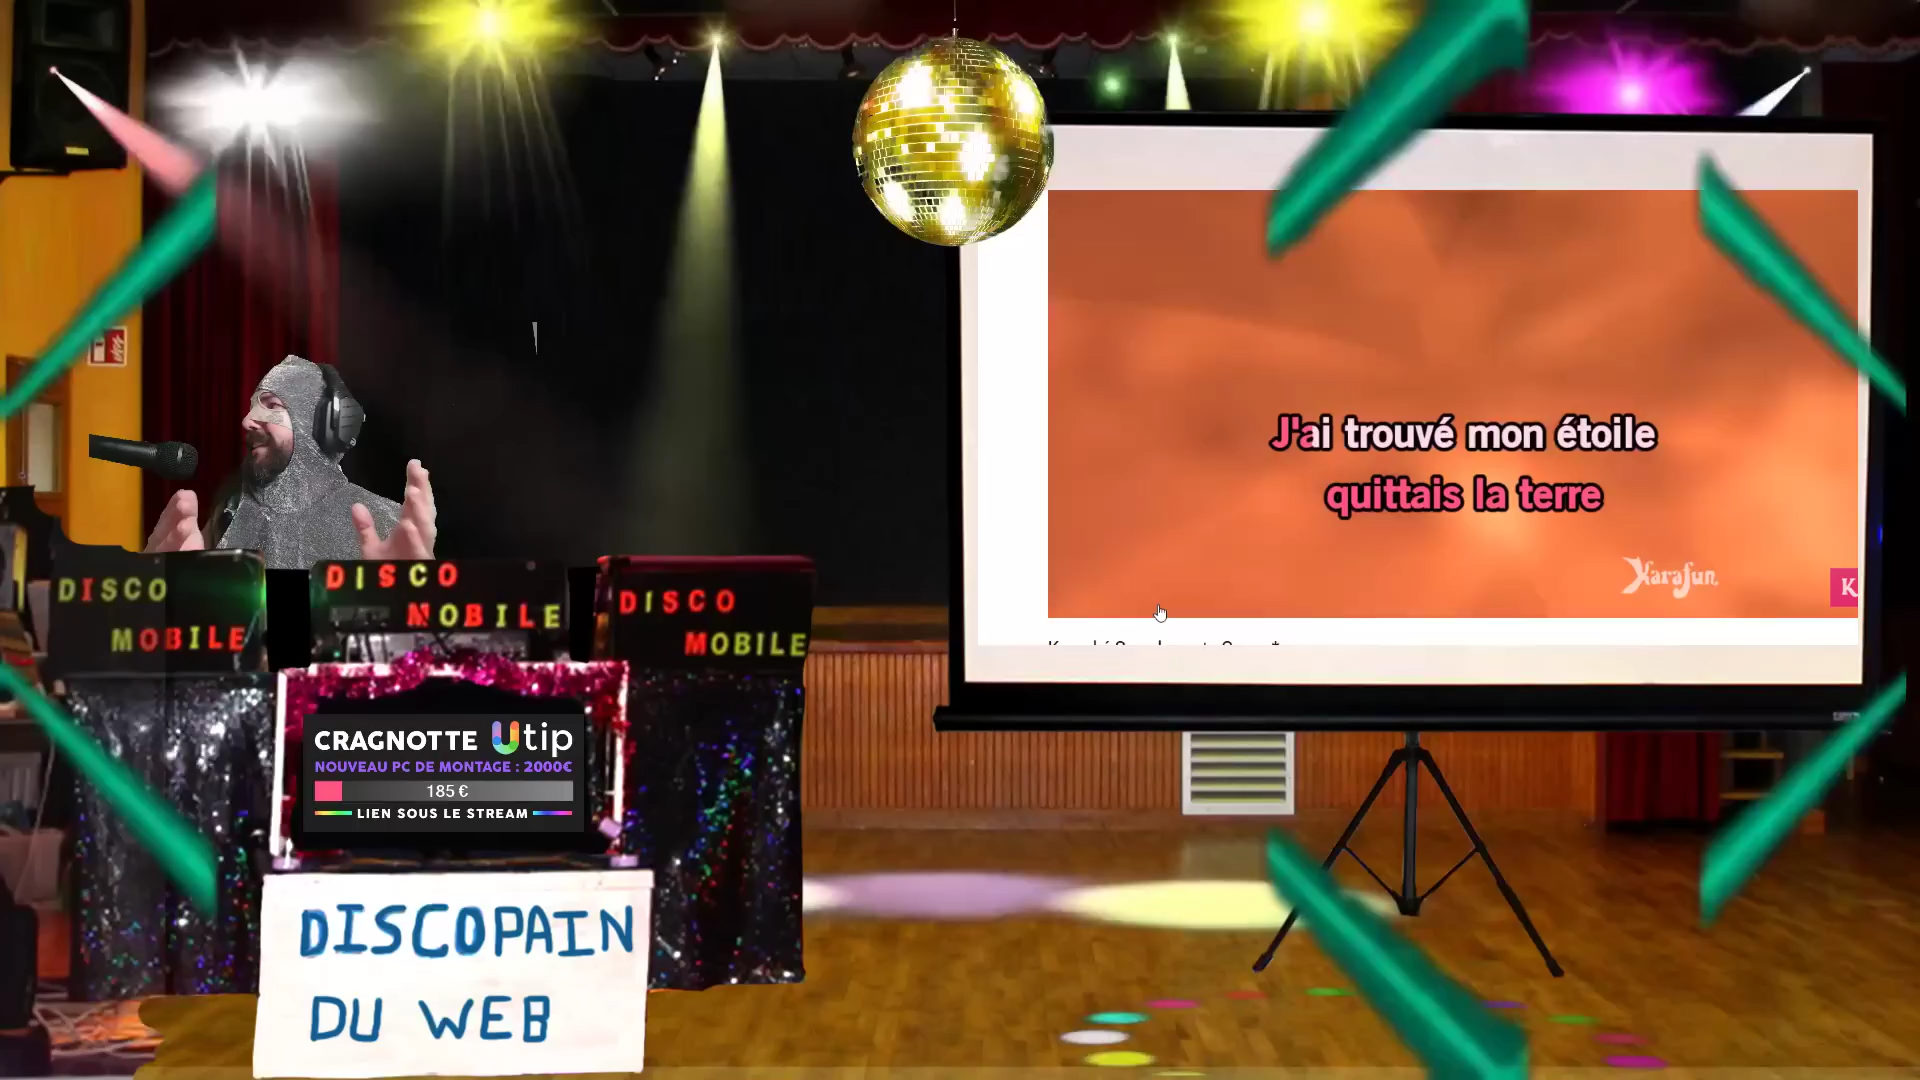 J'ai trouvé mon étoile
quittais la terre
Karafun
K
DISCO
MOBILE
DISCO
MOBILE
DISCO
MOBILE
CRAGNOTTE Utip
NOUVEAU PC DE MONTAGE : 2000€
185 €
LIEN SOUS LE STREAM
DISCOPAIN
DU WEB